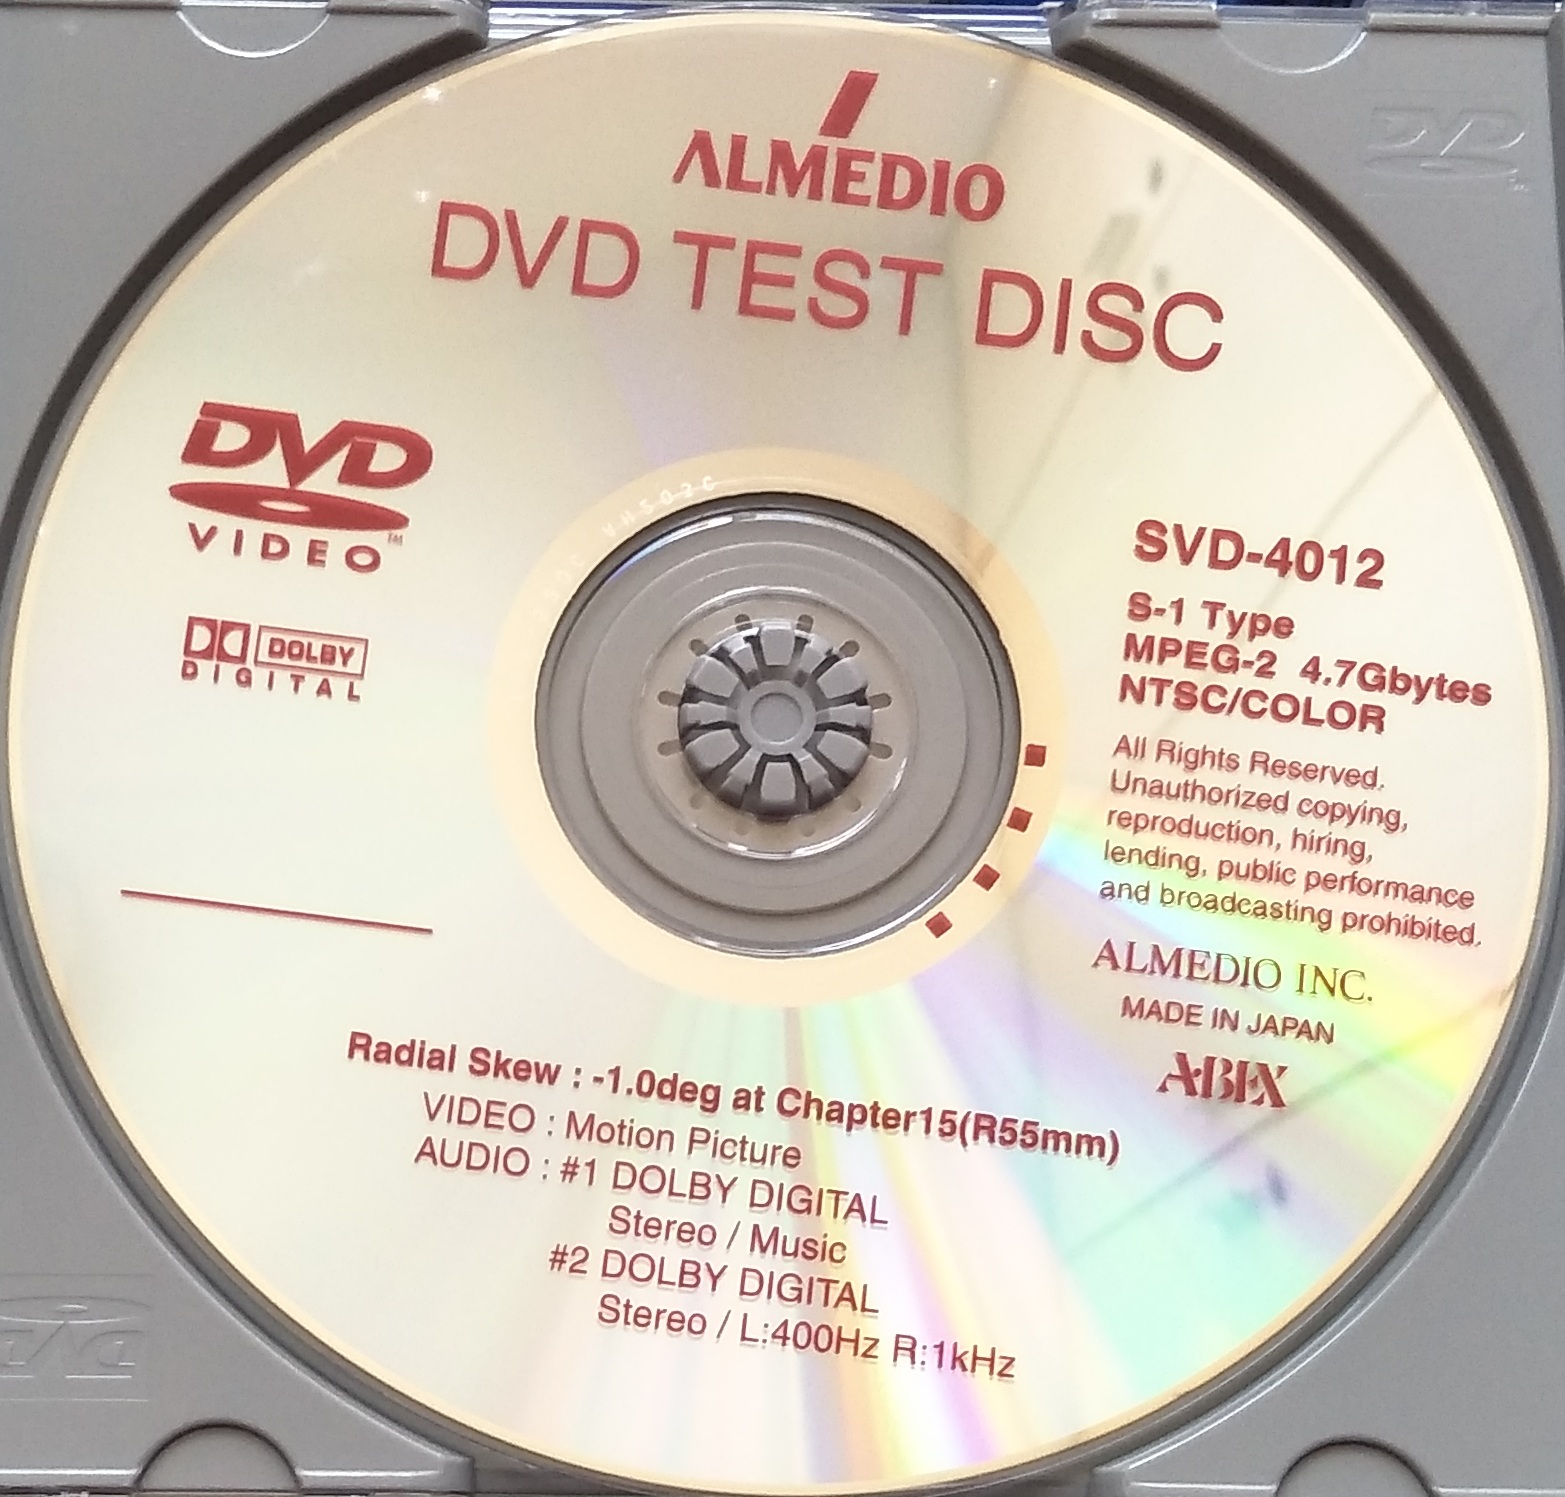 ALMEDIO
DVD TEST DISC
DVD
VIDEO™
DOLBY
DIGITAL
SVD-4012
S-1 Type
MPEG-2 4.7Gbytes
NTSC/COLOR
All Rights Reserved.
Unauthorized copying,
reproduction, hiring,
lending, public performance
and broadcasting prohibited.
ALMEDIO INC.
MADE IN JAPAN
ABEX
Radial Skew : -1.0deg at Chapter15(R55mm)
VIDEO : Motion Picture
AUDIO : #1 DOLBY DIGITAL
Stereo / Music
#2 DOLBY DIGITAL
Stereo / L:400Hz R:1kHz
DVD
DVD